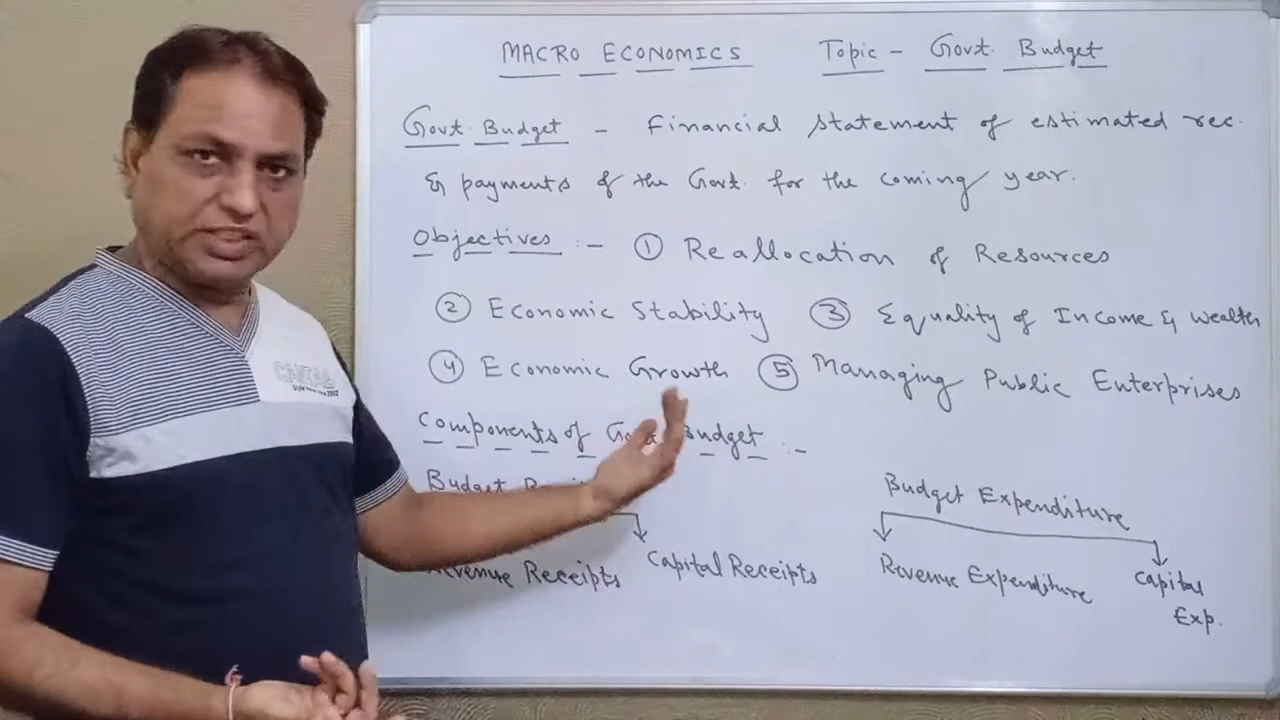 MACRO ECONOMICS Topic - Govt. Budget
Govt. Budget - Financial statement of estimated rec.
& payments of the Govt. for the coming year.
Objectives :- ① Reallocation of Resources
② Economic Stability ③ Equality of Income & Wealth
④ Economic Growth ⑤ Managing Public Enterprises
Components of Budget :-
Budget
Budget Expenditure
Revenue Receipts Capital Receipts
Revenue Expenditure Capital
Exp.